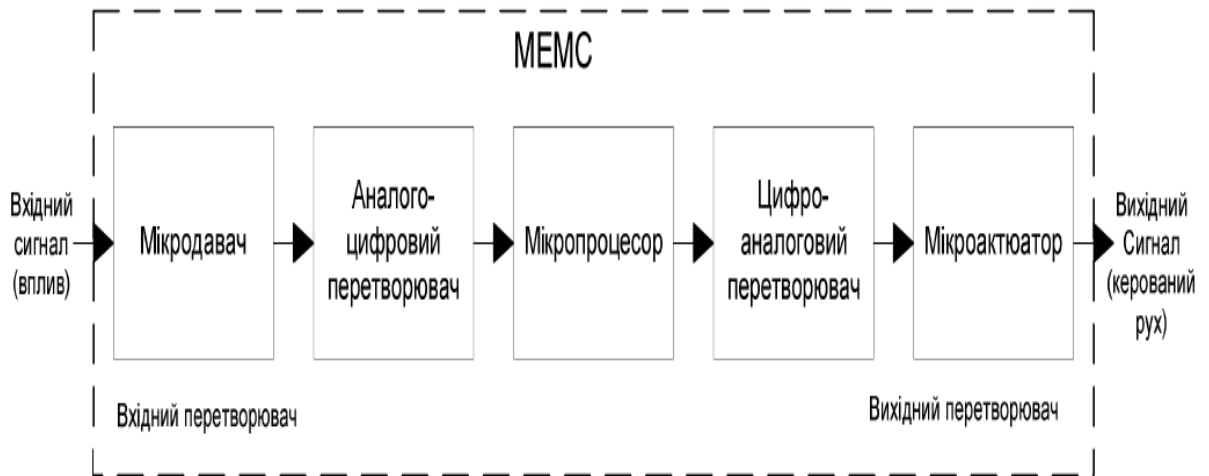 МЕМС
Вхідний
сигнал
(вплив)
Мікродавач
Аналого-
цифровий
перетворювач
Мікропроцесор
Цифро-
аналоговий
перетворювач
Мікроактюатор
Вихідний
Сигнал
(керований
рух)
Вхідний перетворювач
Вихідний перетворювач